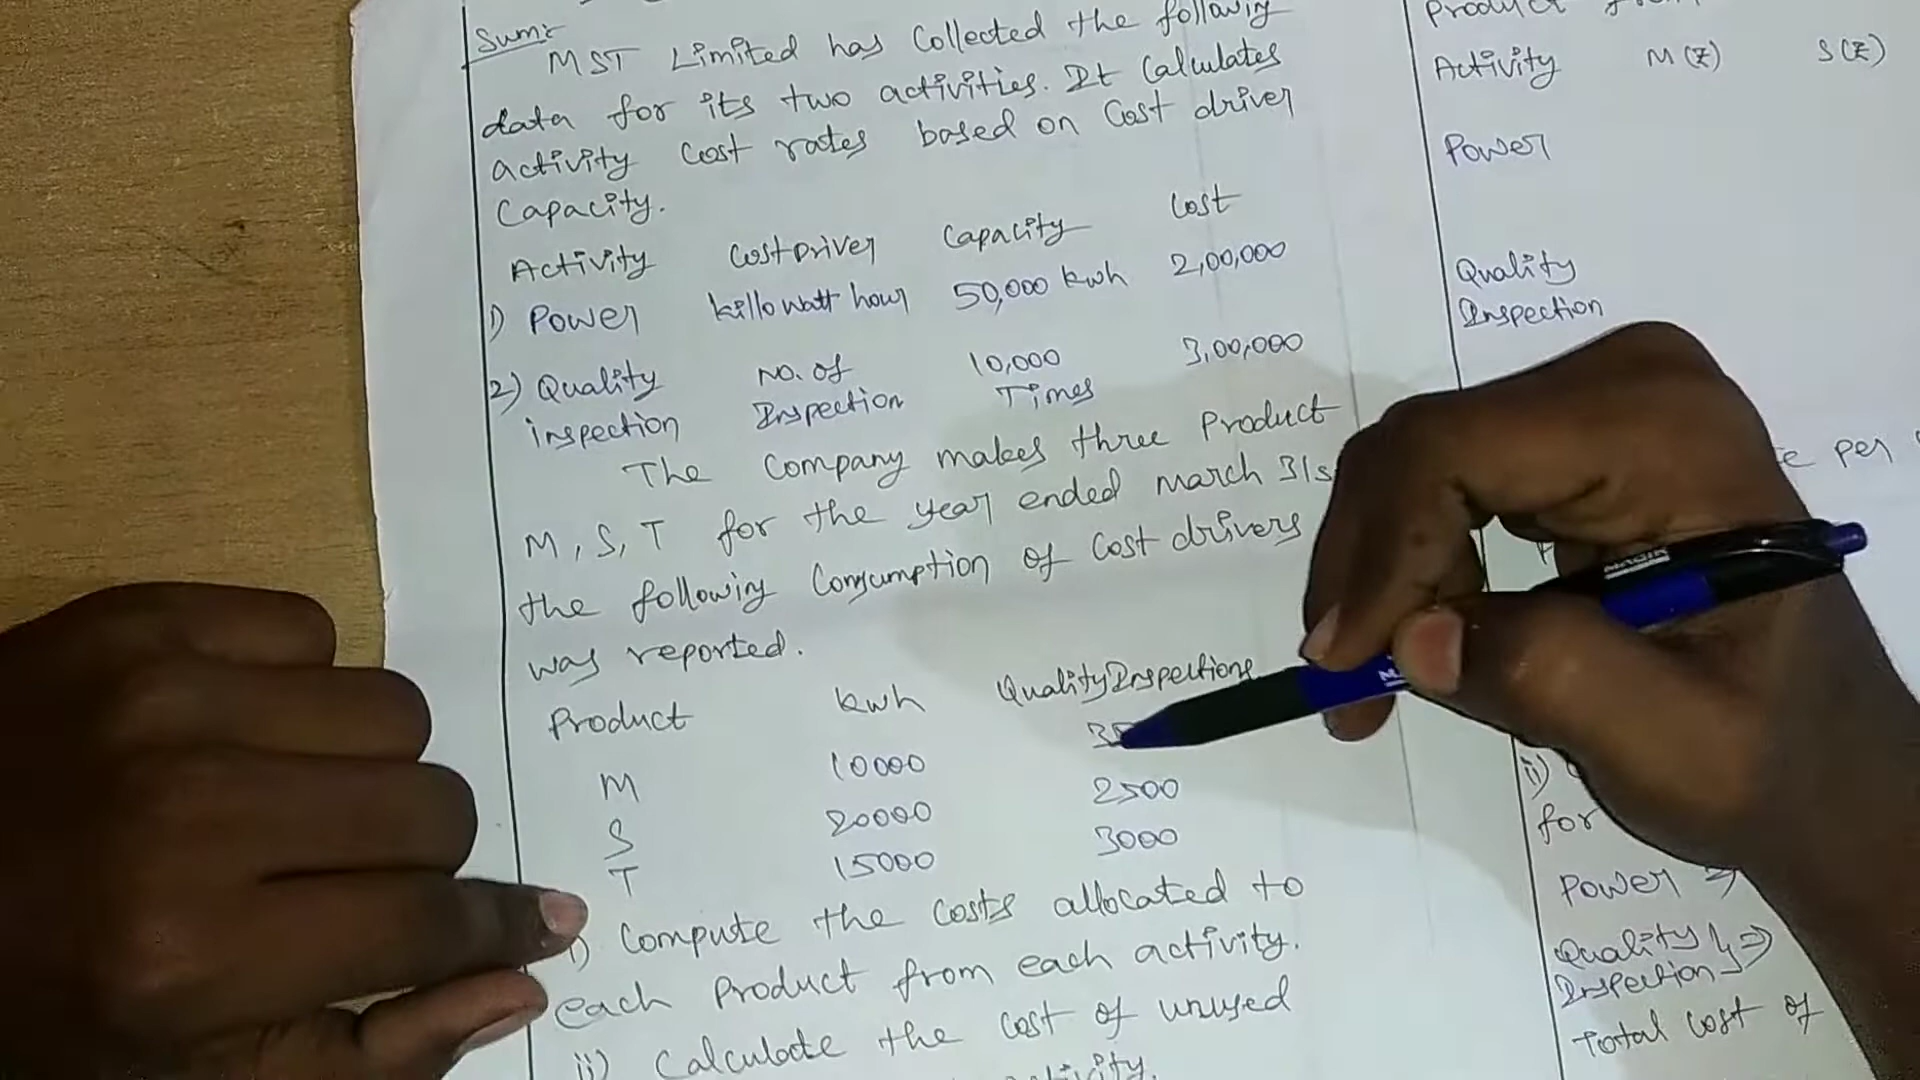 Sum:-
MST Limited has Collected the following
data for its two activities. It Calculates
activity Cost rates based on Cost driver
Capacity.
Activity Cost Driver Capacity Cost
1) Power killo watt hour 50,000 kwh 2,00,000
2) Quality No. of 10,000 3,00,000
inspection Inspection Times
The Company makes three Product
M, S, T for the year ended March 31s
the following Consumption of Cost drivers
was reported.
Product kwh Quality Inspections
M 10000
S 20000 2500
T 15000 3000
i) Compute the Costs allocated to
each Product from each activity.
ii) Calculate the Cost of unused
Product
Activity M(₹) S(₹)
Power
Quality
Inspection
per
ii)
for
Power ⇒
Quality } ⇒
Inspection
Total Cost of